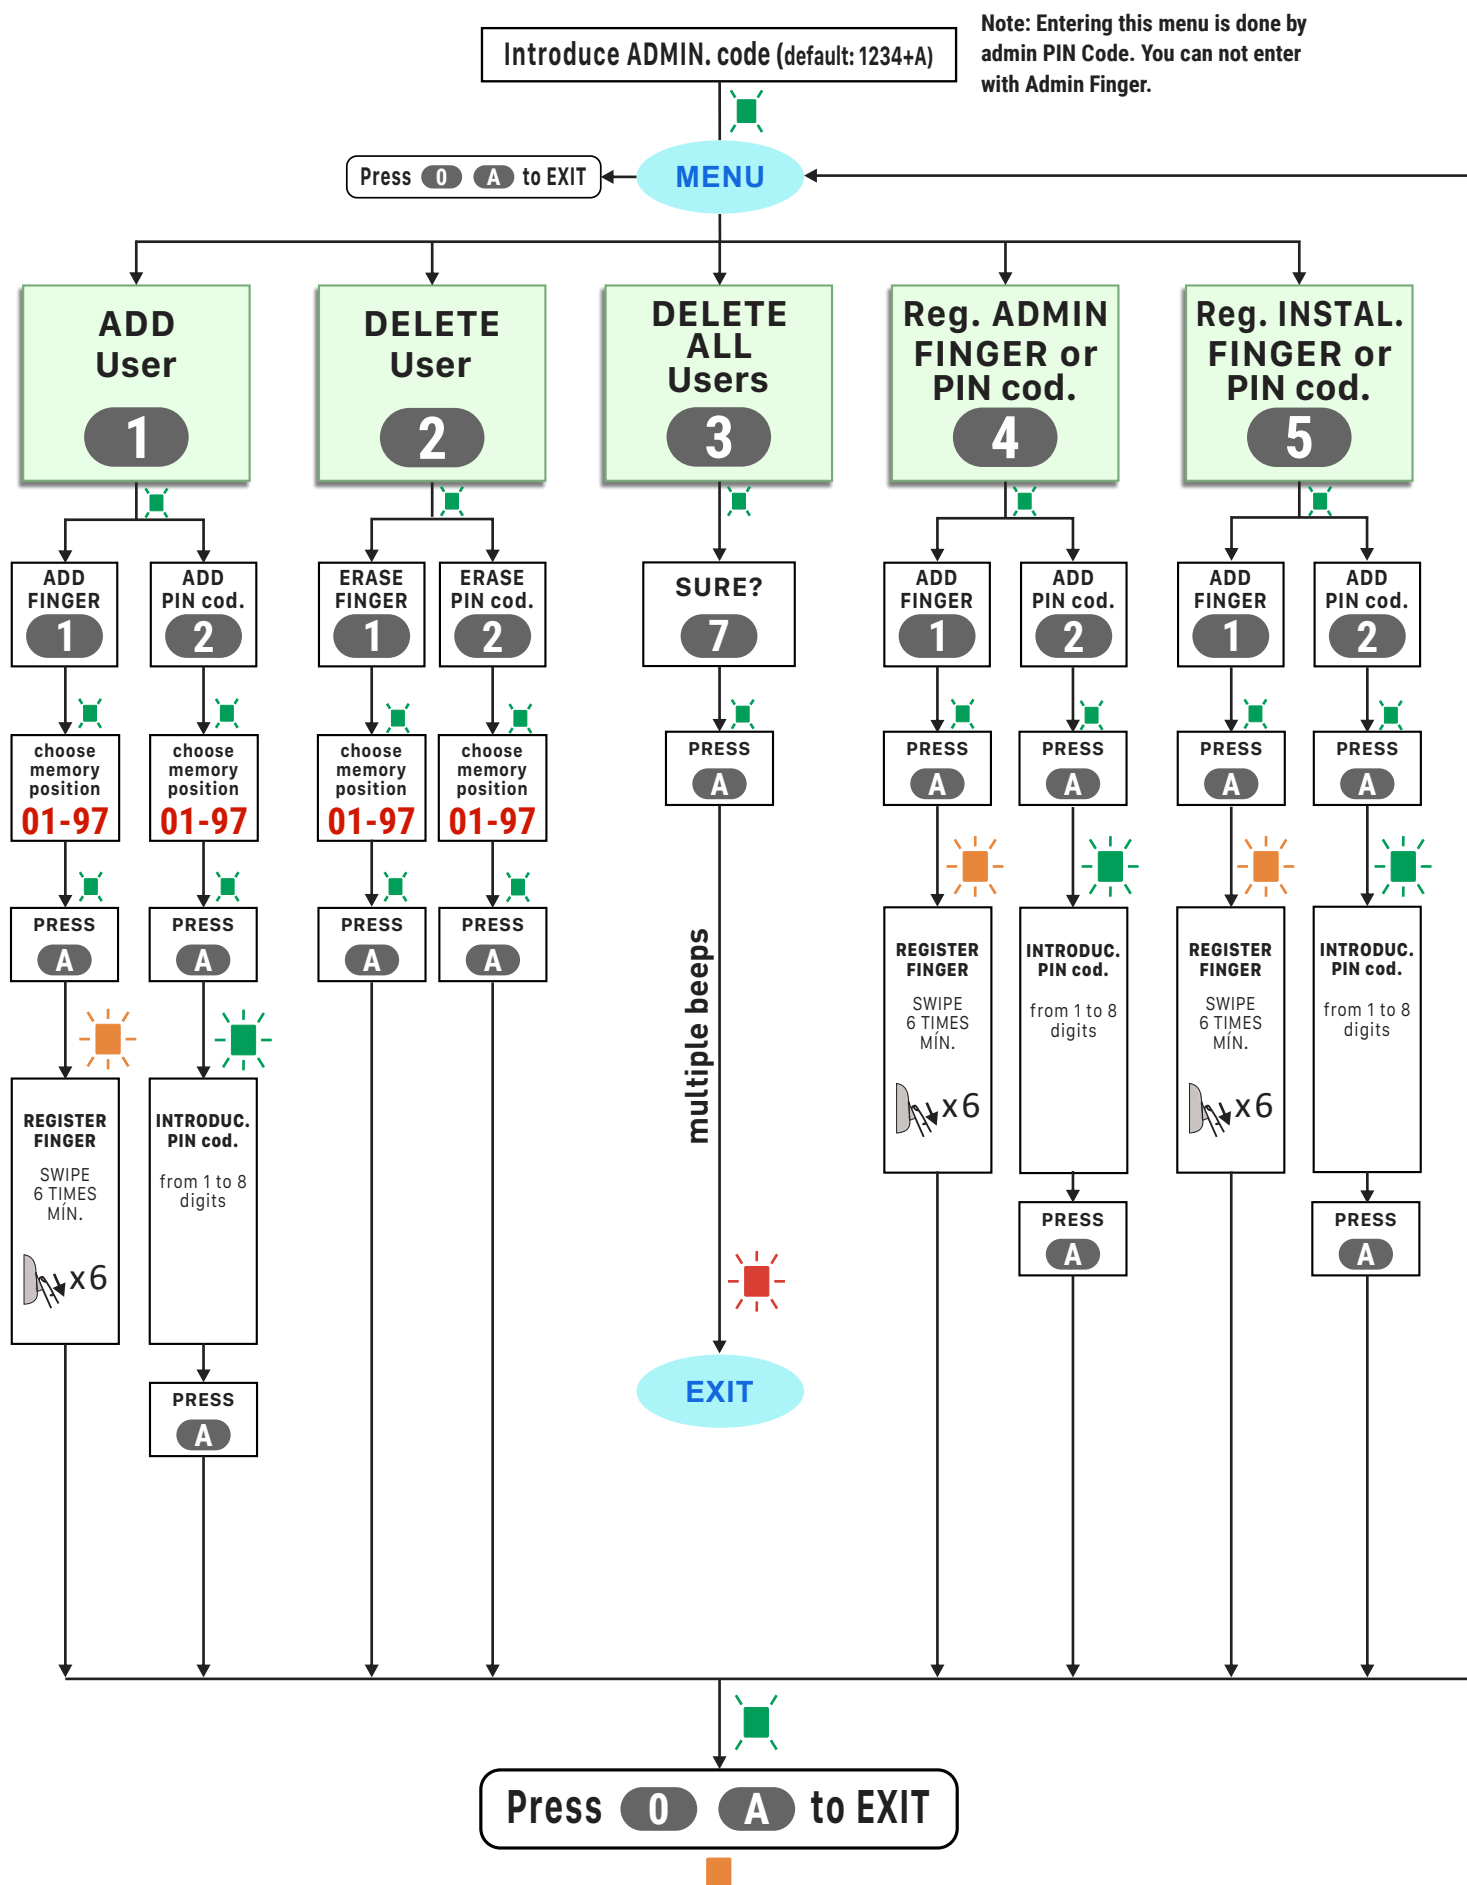 Introduce ADMIN. code (default: 1234+A)
Note: Entering this menu is done by
admin PIN Code. You can not enter
with Admin Finger.
Press 0 A to EXIT
MENU
ADD
User
1
DELETE
User
2
DELETE
ALL
Users
3
Reg. ADMIN
FINGER or
PIN cod.
4
Reg. INSTAL.
FINGER or
PIN cod.
5
ADD
FINGER
1
ADD
PIN cod.
2
ERASE
FINGER
1
ERASE
PIN cod.
2
SURE?
7
ADD
FINGER
1
ADD
PIN cod.
2
ADD
FINGER
1
ADD
PIN cod.
2
choose
memory
position
01-97
choose
memory
position
01-97
choose
memory
position
01-97
choose
memory
position
01-97
PRESS
A
PRESS
A
PRESS
A
PRESS
A
PRESS
A
PRESS
A
PRESS
A
PRESS
A
PRESS
A
multiple beeps
REGISTER
FINGER
SWIPE
6 TIMES
MÍN.
x6
INTRODUC.
PIN cod.
from 1 to 8
digits
REGISTER
FINGER
SWIPE
6 TIMES
MÍN.
x6
INTRODUC.
PIN cod.
from 1 to 8
digits
REGISTER
FINGER
SWIPE
6 TIMES
MÍN.
x6
INTRODUC.
PIN cod.
from 1 to 8
digits
PRESS
A
PRESS
A
EXIT
PRESS
A
Press 0 A to EXIT